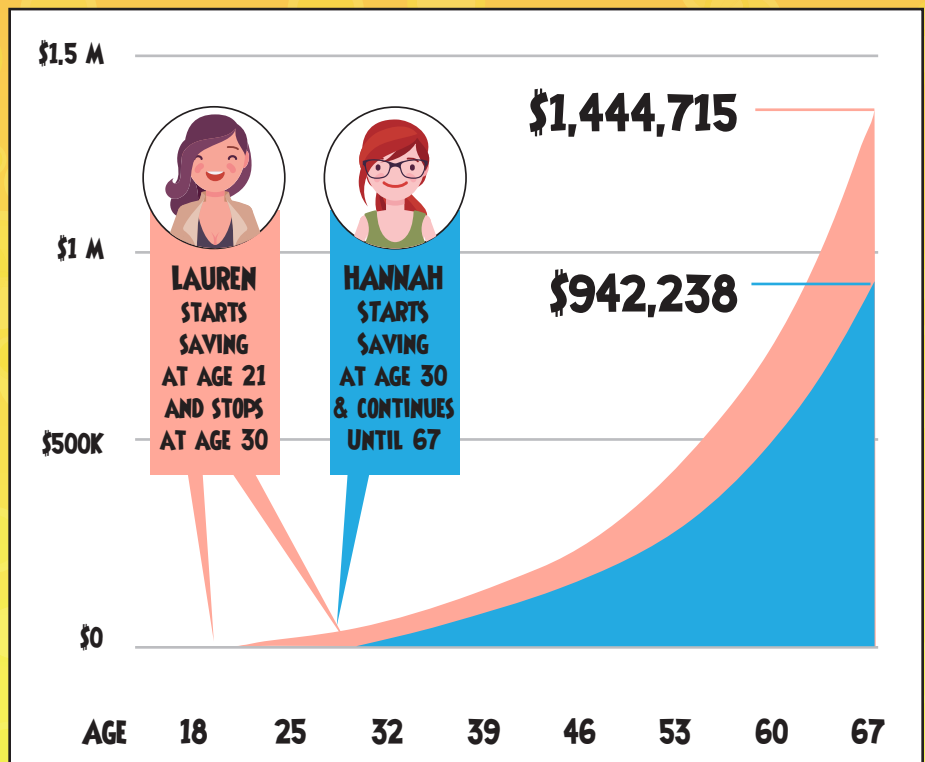 $1,5 M
$1,444,715
$1 M
LAUREN
STARTS
SAVING
AT AGE 21
AND STOPS
AT AGE 30
HANNAH
STARTS
SAVING
AT AGE 30
& CONTINUES
UNTIL 67
$942,238
$500K
$0
AGE 18 25 32 39 46 53 60 67